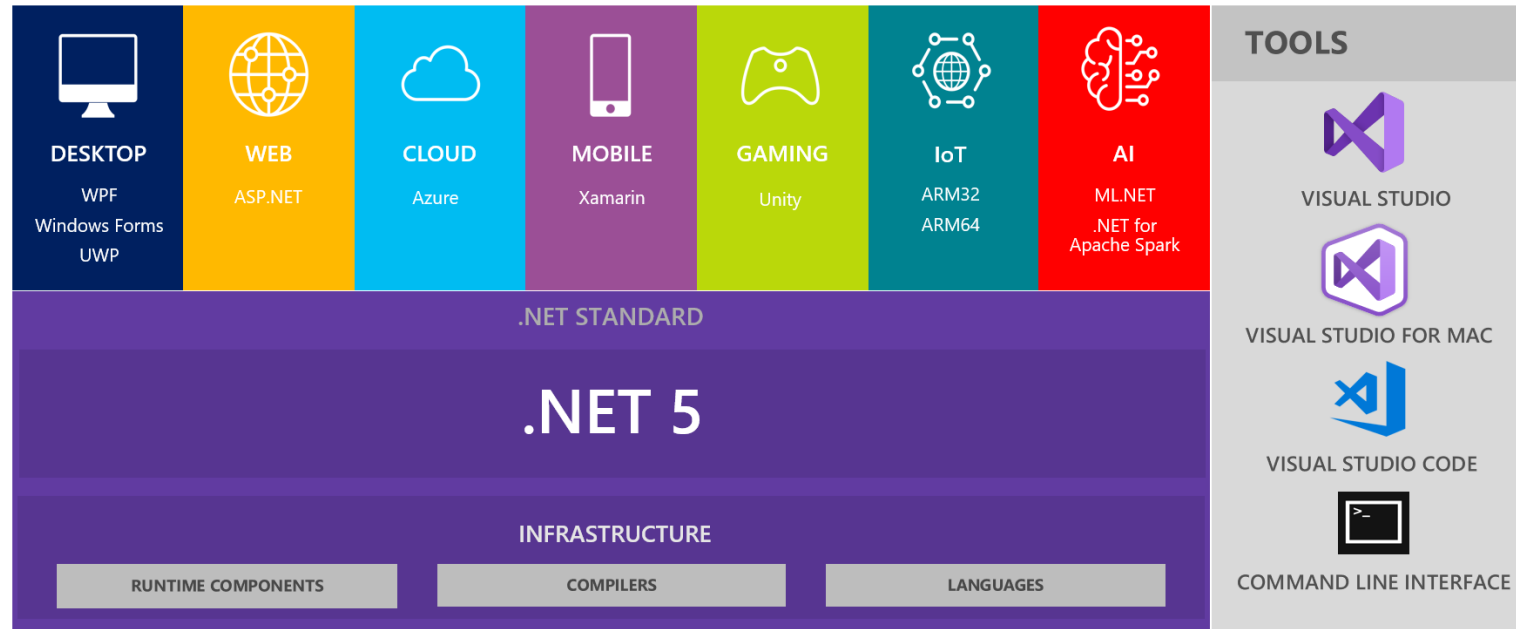 DESKTOP
WPF
Windows Forms
UWP
WEB
ASP.NET
CLOUD
Azure
MOBILE
Xamarin
GAMING
Unity
IoT
ARM32
ARM64
AI
ML.NET
.NET for
Apache Spark
.NET STANDARD
.NET 5
INFRASTRUCTURE
RUNTIME COMPONENTS
COMPILERS
LANGUAGES
TOOLS
VISUAL STUDIO
VISUAL STUDIO FOR MAC
VISUAL STUDIO CODE
>_
COMMAND LINE INTERFACE